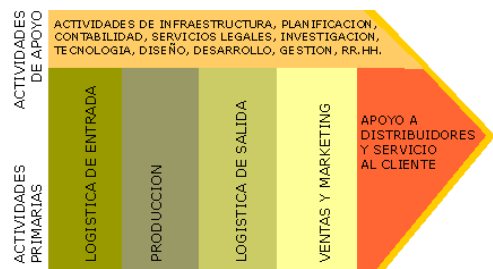 ACTIVIDADES
DE APOYO
ACTIVIDADES DE INFRAESTRUCTURA, PLANIFICACION,
CONTABILIDAD, SERVICIOS LEGALES, INVESTIGACION,
TECNOLOGIA, DISEÑO, DESARROLLO, GESTION, RR.HH.
ACTIVIDADES
PRIMARIAS
LOGISTICA DE ENTRADA
PRODUCCION
LOGISTICA DE SALIDA
VENTAS Y MARKETING
APOYO A
DISTRIBUIDORES
Y SERVICIO
AL CLIENTE